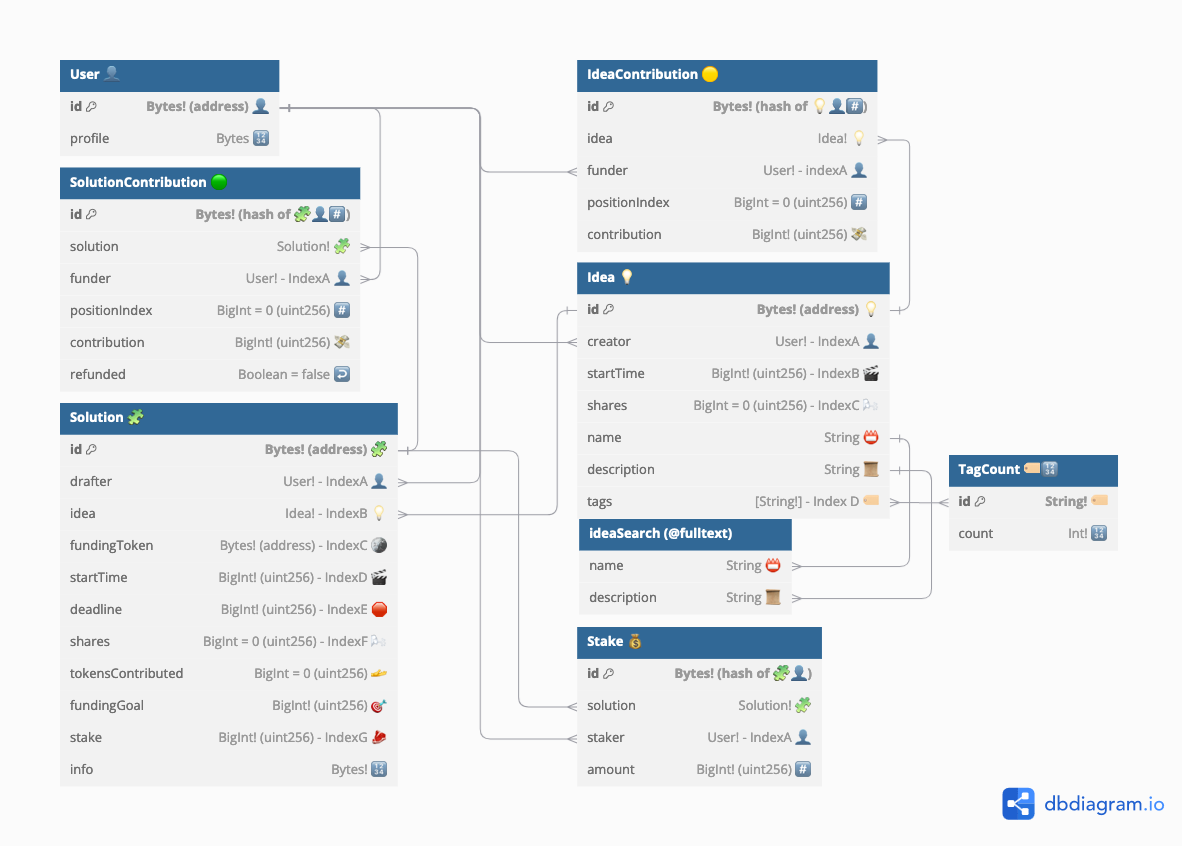 User 👤
id 🔑 Bytes! (address) 👤
profile Bytes 🔢
SolutionContribution 🟢
id 🔑 Bytes! (hash of 🧩👤#️⃣)
solution Solution! 🧩
funder User! - IndexA 👤
positionIndex BigInt = 0 (uint256) #️⃣
contribution BigInt! (uint256) 💸
refunded Boolean = false ↩️
Solution 🧩
id 🔑 Bytes! (address) 🧩
drafter User! - IndexA 👤
idea Idea! - IndexB 💡
fundingToken Bytes! (address) - IndexC 🪙
startTime BigInt! (uint256) - IndexD 🎬
deadline BigInt! (uint256) - IndexE 🛑
shares BigInt = 0 (uint256) - IndexF 🌬️
tokensContributed BigInt = 0 (uint256) 🫴
fundingGoal BigInt! (uint256) 🎯
stake BigInt! (uint256) - IndexG 🥩
info Bytes! 🔢
IdeaContribution 🟡
id 🔑 Bytes! (hash of 💡👤#️⃣)
idea Idea! 💡
funder User! - indexA 👤
positionIndex BigInt = 0 (uint256) #️⃣
contribution BigInt! (uint256) 💸
Idea 💡
id 🔑 Bytes! (address) 💡
creator User! - IndexA 👤
startTime BigInt! (uint256) - IndexB 🎬
shares BigInt = 0 (uint256) - IndexC 🌬️
name String 📛
description String 📜
tags [String!] - Index D 🏷️
ideaSearch (@fulltext)
name String 📛
description String 📜
Stake 💰
id 🔑 Bytes! (hash of 🧩👤)
solution Solution! 🧩
staker User! - IndexA 👤
amount BigInt! (uint256) #️⃣
TagCount 🏷️🔢
id 🔑 String! 🏷️
count Int! 🔢
dbdiagram.io